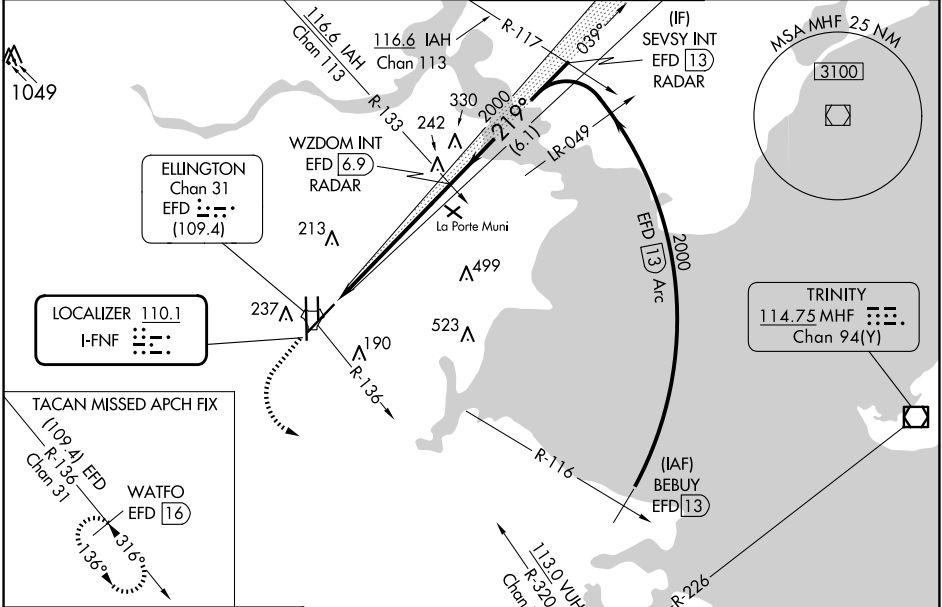 1049
116.6 IAH
Chan 113
R-133
116.6 IAH
Chan 113
R-117
039°
(IF)
SEVSY INT
EFD 13
RADAR
MSA MHF 25 NM
3100
2000
219°
(6.1)
LR-049
330
242
WZDOM INT
EFD 6.9
RADAR
La Porte Muni
ELLINGTON
Chan 31
EFD
(109.4)
213
499
EFD 13 Arc
2000
LOCALIZER 110.1
I-FNF
237
523
190
R-136
TRINITY
114.75 MHF
Chan 94(Y)
R-116
(IAF)
BEBUY
EFD 13
TACAN MISSED APCH FIX
(109.4) EFD
R-136
Chan 31
WATFO
EFD 16
316°
136°
113.0 VUH
R-320
Chan
R-226